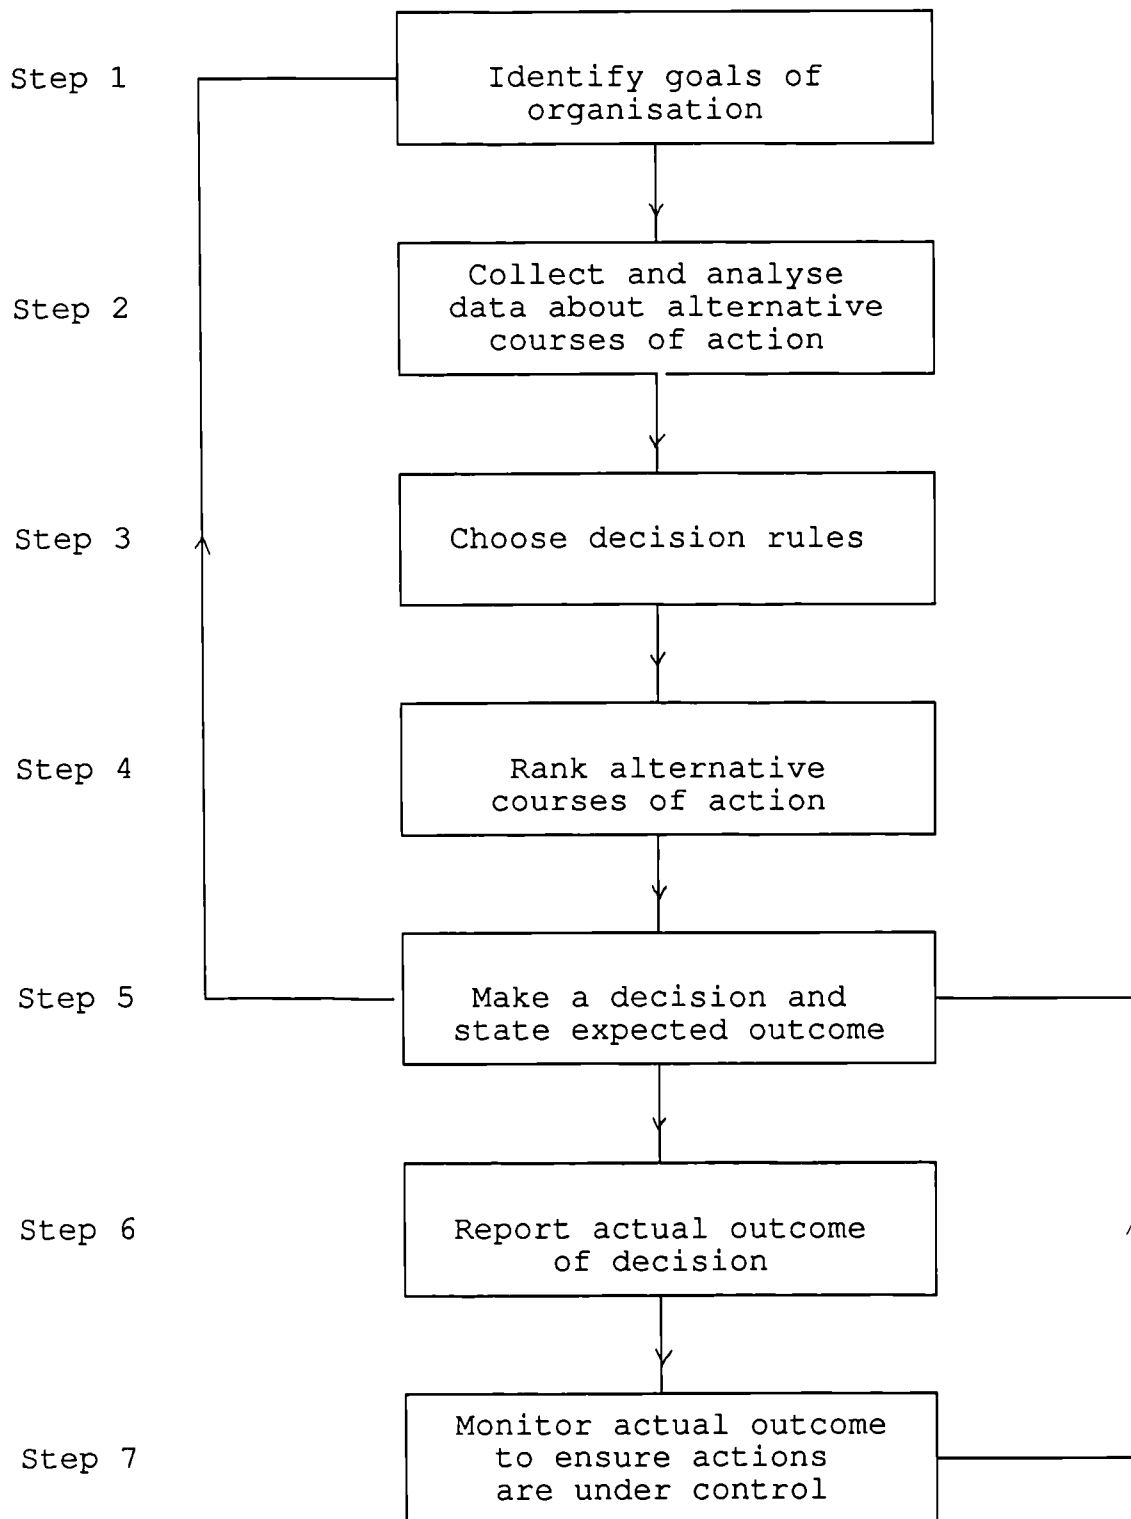 Step 1
Identify goals of
organisation
Step 2
Collect and analyse
data about alternative
courses of action
Step 3
Choose decision rules
Step 4
Rank alternative
courses of action
Step 5
Make a decision and
state expected outcome
Step 6
Report actual outcome
of decision
Step 7
Monitor actual outcome
to ensure actions
are under control